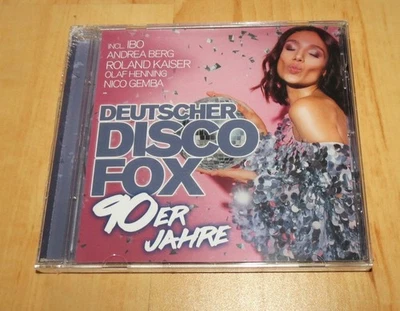 INCL. IBO
ANDREA BERG
ROLAND KAISER
OLAF HENNING
NICO GEMBA
DEUTSCHER
DISCO
FOX
90ER
JAHRE